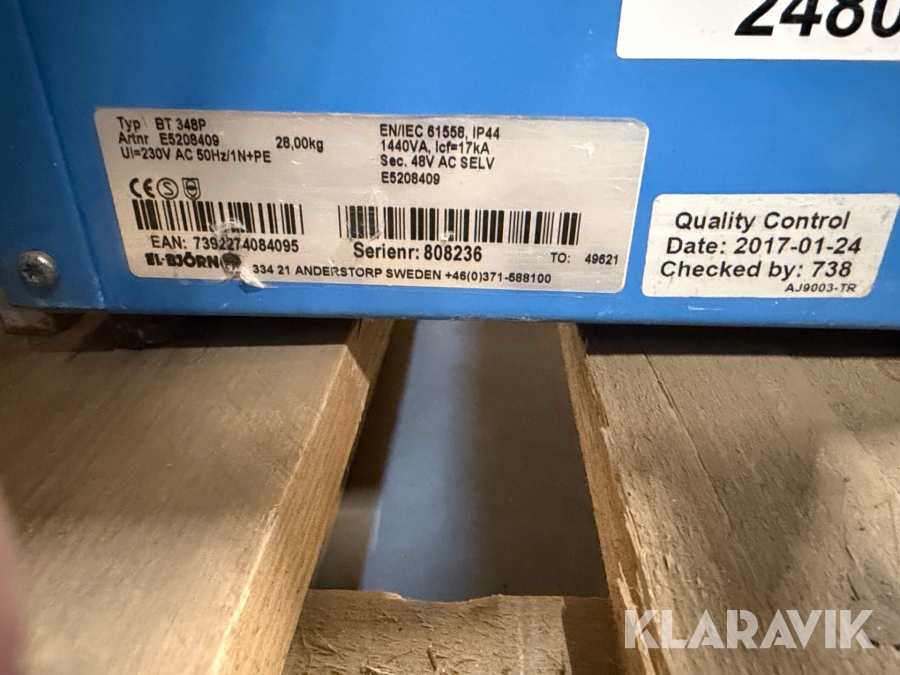 2480
Typ BT 348P
Artnr E5208409 28,00kg
UI=230V AC 50Hz/1N+PE
EN/IEC 61558, IP44
1440VA, Icf=17kA
Sec. 48V AC SELV
E5208409
CE S
EAN: 7392274084095
Serienr: 808236 TO: 49621
EL-BJÖRN 334 21 ANDERSTORP SWEDEN +46(0)371-588100
Quality Control
Date: 2017-01-24
Checked by: 738
AJ9003-TR
KLARAVIK